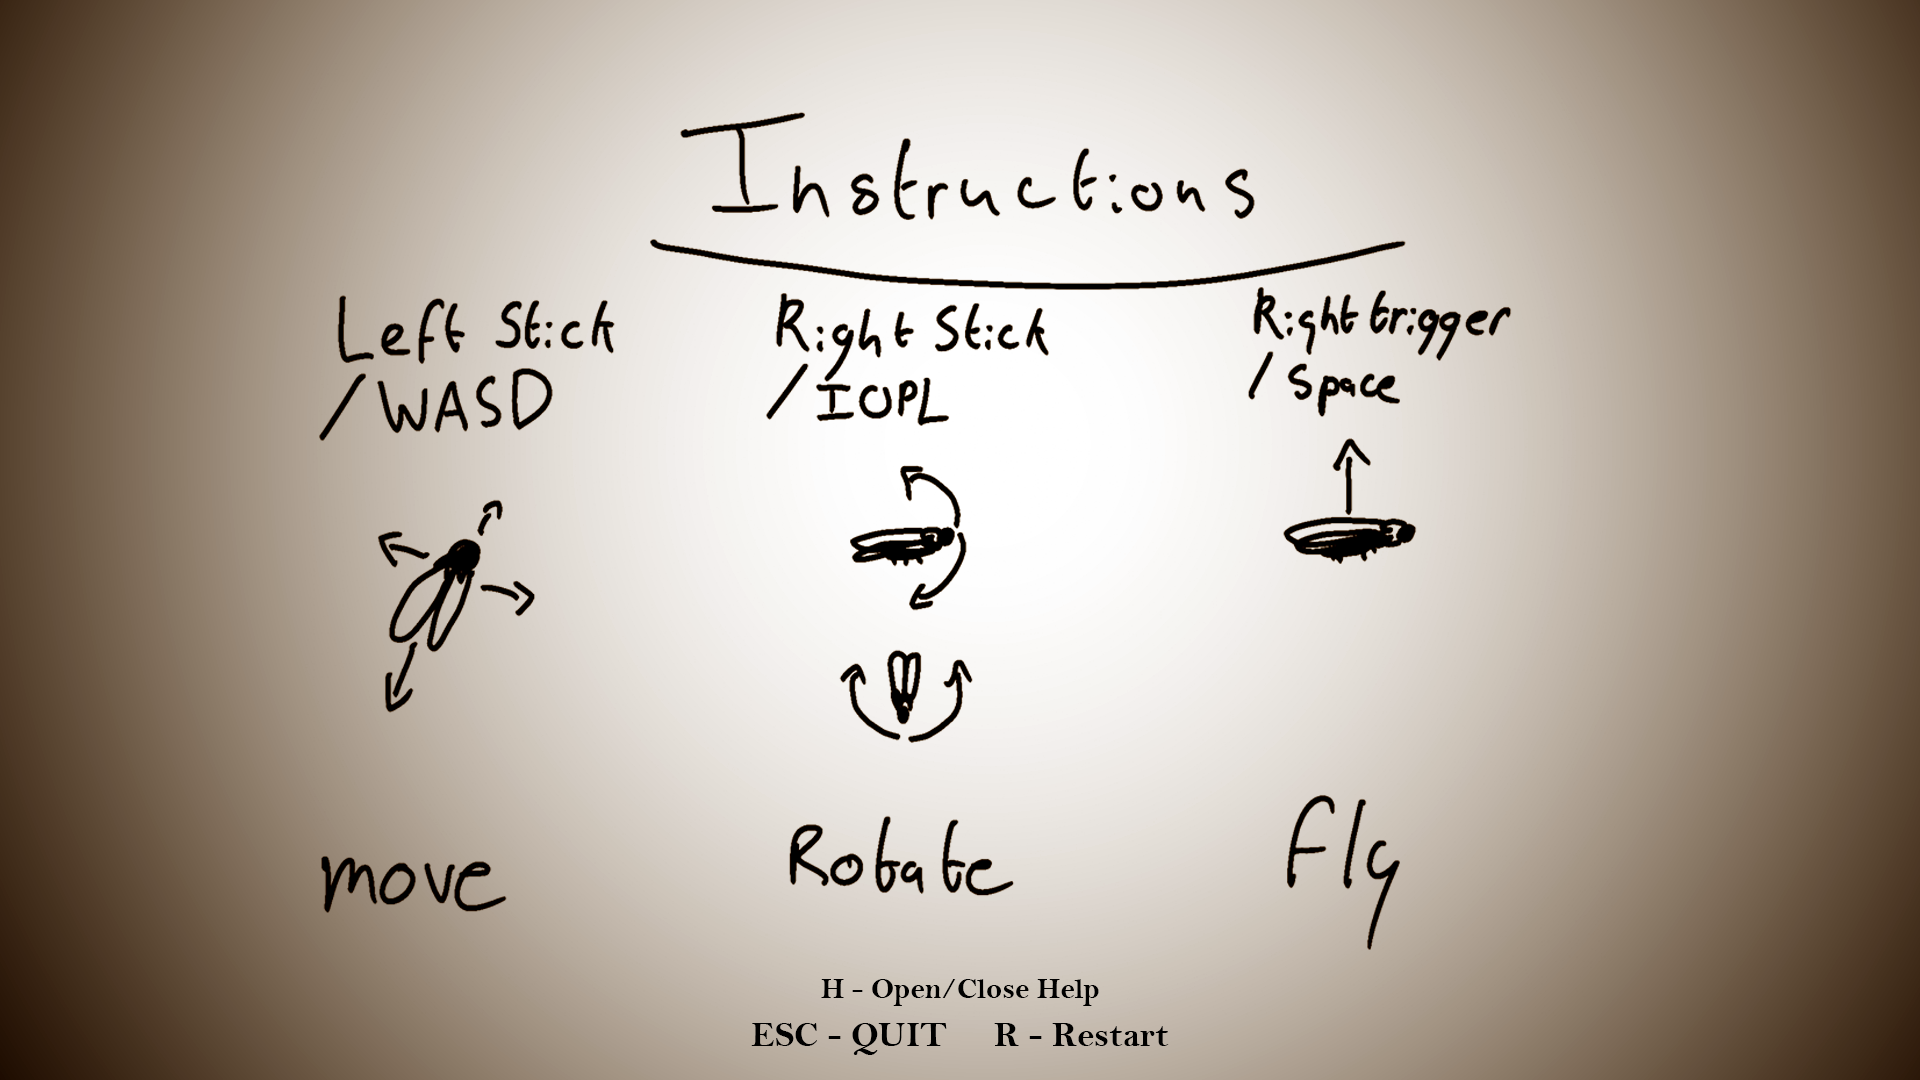 Instructions
Left Stick
/WASD
Right Stick
/IOPL
Right trigger
/ Space
move
Rotate
fly
H - Open/Close Help
ESC - QUIT R - Restart